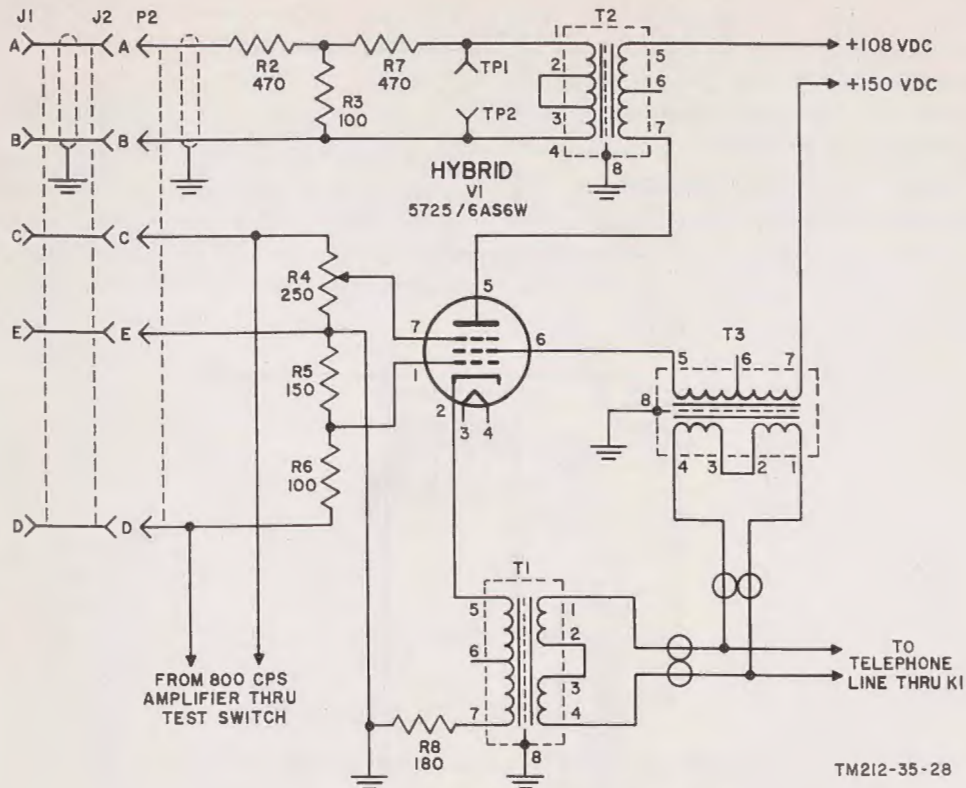 J1 J2 P2
A A
B B
C C
E E
D D
R2
470
R7
470
R3
100
TP1
TP2
T2
1
2
3
4
5
6
7
8
+108 VDC
+150 VDC
HYBRID
V1
5725/6AS6W
R4
250
R5
150
R6
100
5
7
6
1
2
3 4
T3
5 6 7
8
4 3 2 1
T1
5
6
7
1
2
3
4
8
R8
180
FROM 800 CPS
AMPLIFIER THRU
TEST SWITCH
TO
TELEPHONE
LINE THRU K1
TM212-35-28